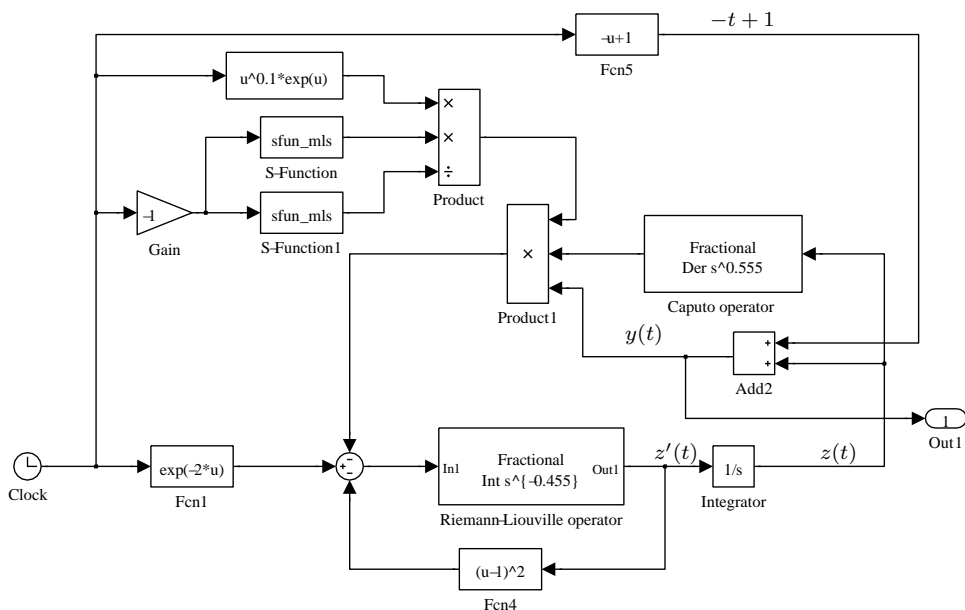 −t + 1
−u+1
Fcn5
u^0.1*exp(u)
×
sfun_mls
×
S−Function
÷
Product
−1
sfun_mls
Gain
S−Function1
×
Product1
Fractional
Der s^0.555
Caputo operator
y(t)
+
+
Add2
1
Out1
Clock
exp(−2*u)
Fcn1
+
−
−
In1
Fractional
Int s^{−0.455}
Out1
Riemann−Liouville operator
z′(t)
1/s
Integrator
z(t)
(u−1)^2
Fcn4